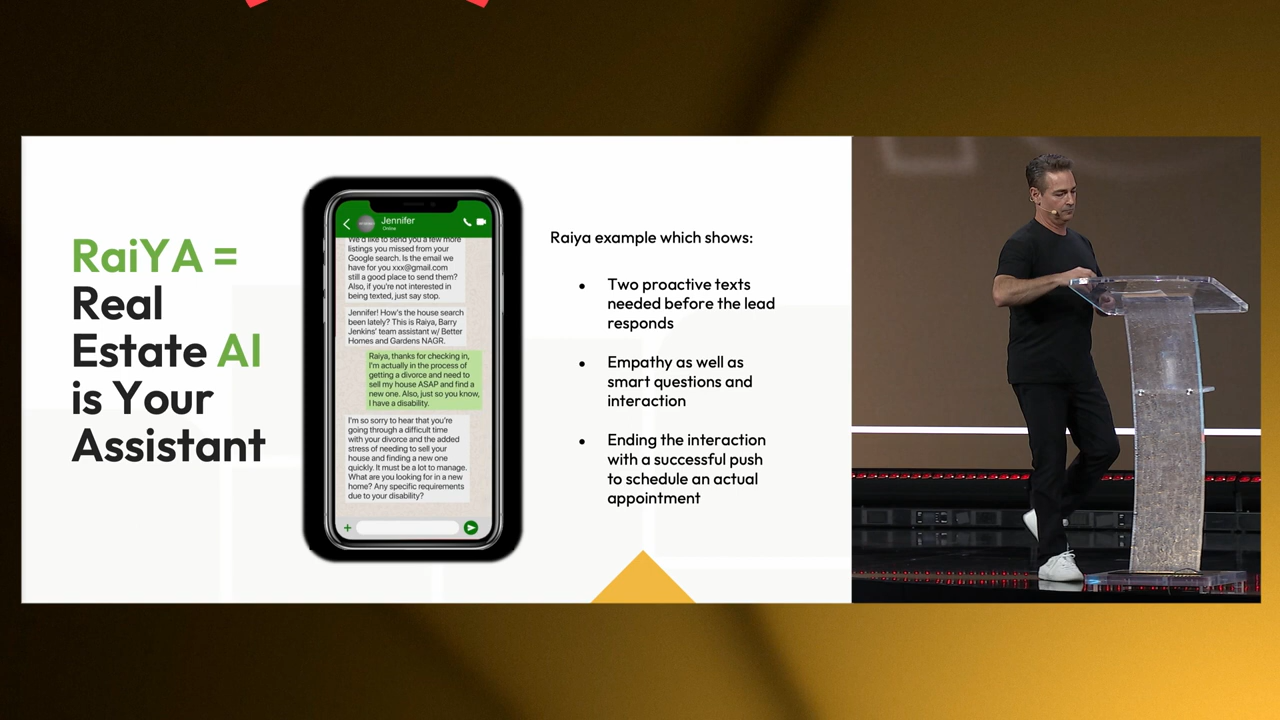 RaiYA =
Real
Estate AI
is Your
Assistant
Jennifer
Online
We'd like to send you a few more
listings you missed from your
Google search. Is the email we
have for you xxx@gmail.com
still a good place to send them?
Also, if you're not interested in
being texted, just say stop.
Jennifer! How's the house search
been lately? This is Raiya, Barry
Jenkins' team assistant w/ Better
Homes and Gardens NAGR.
Raiya, thanks for checking in,
I'm actually in the process of
getting a divorce and need to
sell my house ASAP and find a
new one. Also, just so you know,
I have a disability.
I'm so sorry to hear that you're
going through a difficult time
with your divorce and the added
stress of needing to sell your
house and finding a new one
quickly. It must be a lot to manage.
What are you looking for in a new
home? Any specific requirements
due to your disability?
Raiya example which shows:
• Two proactive texts
needed before the lead
responds
• Empathy as well as
smart questions and
interaction
• Ending the interaction
with a successful push
to schedule an actual
appointment